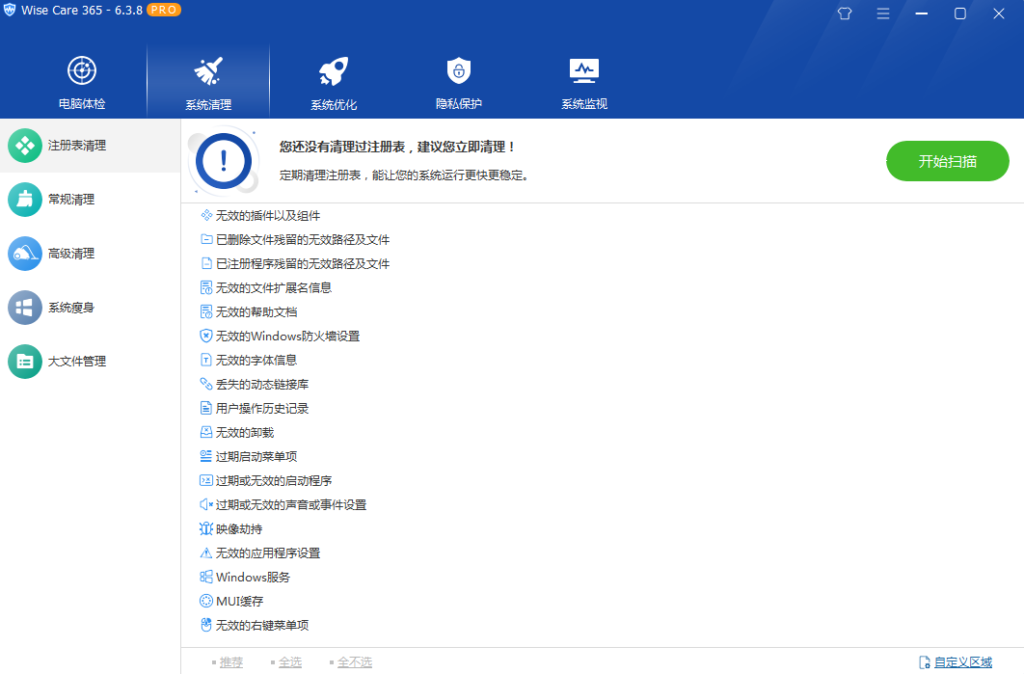 Wise Care 365 - 6.3.8 PRO
电脑体检 系统清理 系统优化 隐私保护 系统监视
注册表清理
常规清理
高级清理
系统瘦身
大文件管理
您还没有清理过注册表，建议您立即清理！
定期清理注册表，能让您的系统运行更快更稳定。
开始扫描
无效的插件以及组件
已删除文件残留的无效路径及文件
已注册程序残留的无效路径及文件
无效的文件扩展名信息
无效的帮助文档
无效的Windows防火墙设置
无效的字体信息
丢失的动态链接库
用户操作历史记录
无效的卸载
过期启动菜单项
过期或无效的启动程序
过期或无效的声音或事件设置
映像劫持
无效的应用程序设置
Windows服务
MUI缓存
无效的右键菜单项
推荐 全选 全不选 自定义区域